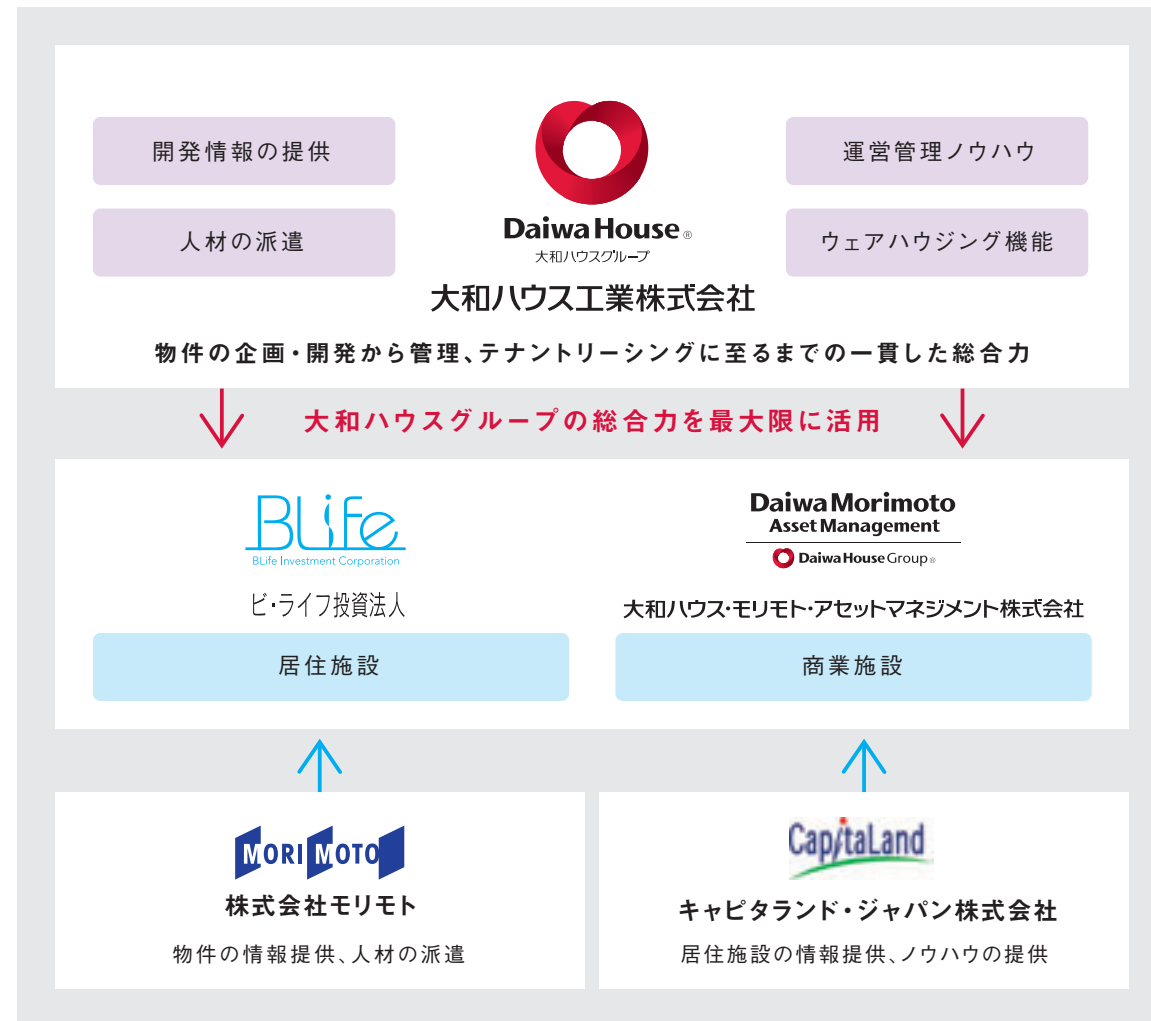 開発情報の提供
人材の派遣
Daiwa House®
大和ハウスグループ
大和ハウス工業株式会社
運営管理ノウハウ
ウェアハウジング機能
物件の企画・開発から管理、テナントリーシングに至るまでの一貫した総合力
大和ハウスグループの総合力を最大限に活用
BLife
BLife Investment Corporation
ビ・ライフ投資法人
居住施設
Daiwa Morimoto
Asset Management
Daiwa House Group®
大和ハウス・モリモト・アセットマネジメント株式会社
商業施設
MORIMOTO
株式会社モリモト
物件の情報提供、人材の派遣
CapitaLand
キャピタランド・ジャパン株式会社
居住施設の情報提供、ノウハウの提供